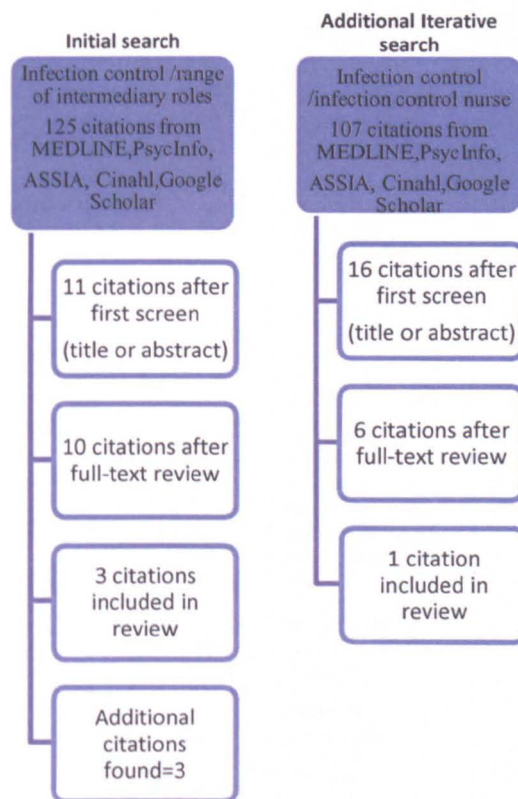 Initial search
Infection control /range
of intermediary roles
125 citations from
MEDLINE,PsycInfo,
ASSIA, Cinahl,Google
Scholar
11 citations after
first screen
(title or abstract)
10 citations after
full-text review
3 citations
included in
review
Additional
citations
found=3
Additional Iterative
search
Infection control
/infection control nurse
107 citations from
MEDLINE,PsycInfo,
ASSIA, Cinahl,Google
Scholar
16 citations after
first screen
(title or abstract)
6 citations after
full-text review
1 citation
included in
review